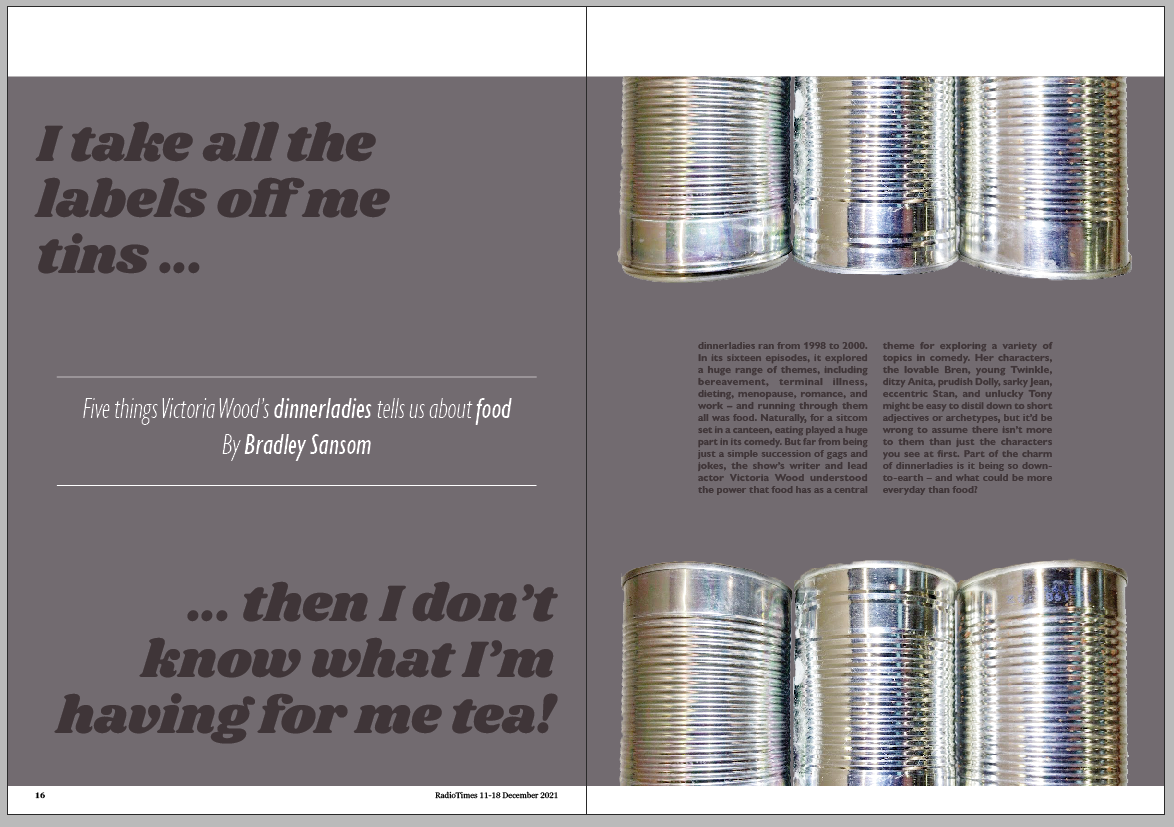 I take all the
labels off me
tins ...
Five things Victoria Wood’s dinnerladies tells us about food
By Bradley Sansom
... then I don’t
know what I’m
having for me tea!
16
RadioTimes 11-18 December 2021
dinnerladies ran from 1998 to 2000.
In its sixteen episodes, it explored
a huge range of themes, including
bereavement, terminal illness,
dieting, menopause, romance, and
work – and running through them
all was food. Naturally, for a sitcom
set in a canteen, eating played a huge
part in its comedy. But far from being
just a simple succession of gags and
jokes, the show’s writer and lead
actor Victoria Wood understood
the power that food has as a central
theme for exploring a variety of
topics in comedy. Her characters,
the lovable Bren, young Twinkle,
ditzy Anita, prudish Dolly, sarky Jean,
eccentric Stan, and unlucky Tony
might be easy to distil down to short
adjectives or archetypes, but it’d be
wrong to assume there isn’t more
to them than just the characters
you see at first. Part of the charm
of dinnerladies is it being so down-
to-earth – and what could be more
everyday than food?